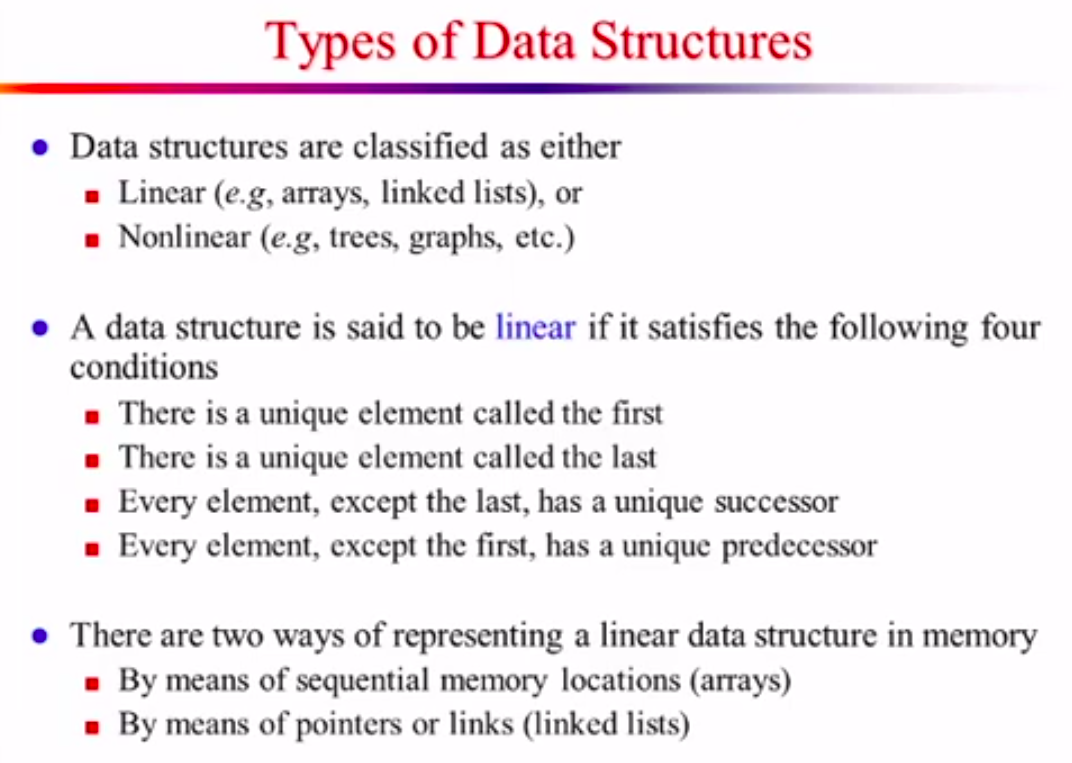 Types of Data Structures
Data structures are classified as either
Linear (e.g, arrays, linked lists), or
Nonlinear (e.g, trees, graphs, etc.)
A data structure is said to be linear if it satisfies the following four
conditions
There is a unique element called the first
There is a unique element called the last
Every element, except the last, has a unique successor
Every element, except the first, has a unique predecessor
There are two ways of representing a linear data structure in memory
By means of sequential memory locations (arrays)
By means of pointers or links (linked lists)